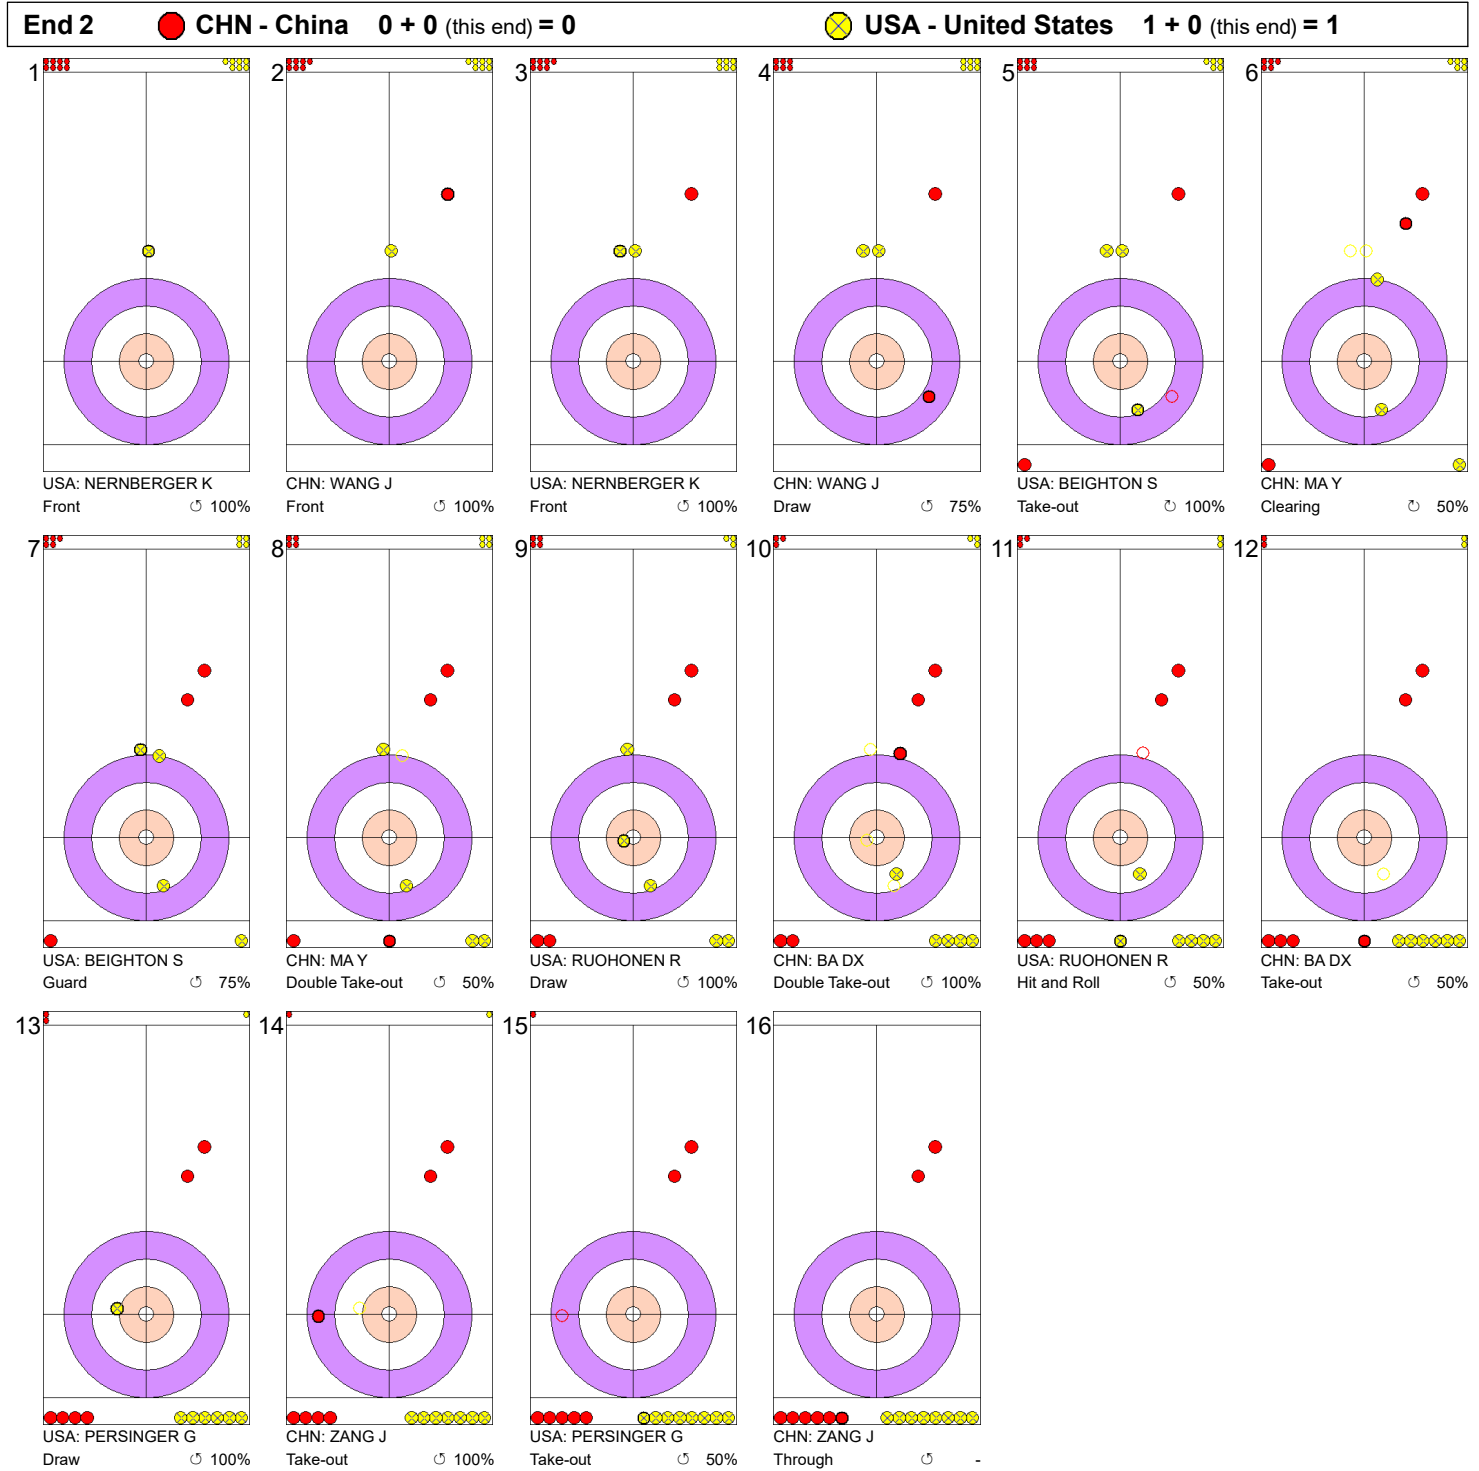 End 2 CHN - China 0 + 0 (this end) = 0 USA - United States 1 + 0 (this end) = 1
1 2 3 4 5 6
USA: NERNBERGER K CHN: WANG J USA: NERNBERGER K CHN: WANG J USA: BEIGHTON S CHN: MA Y
Front ↺ 100% Front ↺ 100% Front ↺ 100% Draw ↺ 75% Take-out ↺ 100% Clearing ↻ 50%
7 8 9 10 11 12
USA: BEIGHTON S CHN: MA Y USA: RUOHONEN R CHN: BA DX USA: RUOHONEN R CHN: BA DX
Guard ↺ 75% Double Take-out ↺ 50% Draw ↺ 100% Double Take-out ↺ 100% Hit and Roll ↺ 50% Take-out ↺ 50%
13 14 15 16
USA: PERSINGER G CHN: ZANG J USA: PERSINGER G CHN: ZANG J
Draw ↺ 100% Take-out ↺ 100% Take-out ↺ 50% Through ↺ -